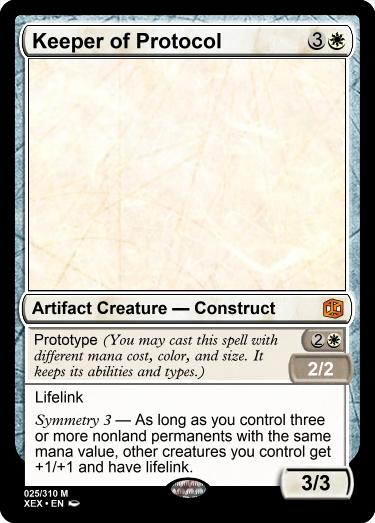 Keeper of Protocol 3
Artifact Creature — Construct
Prototype (You may cast this spell with
different mana cost, color, and size. It
keeps its abilities and types.)
2
2/2
Lifelink
Symmetry 3 — As long as you control three
or more nonland permanents with the same
mana value, other creatures you control get
+1/+1 and have lifelink.
3/3
025/310 M
XEX • EN